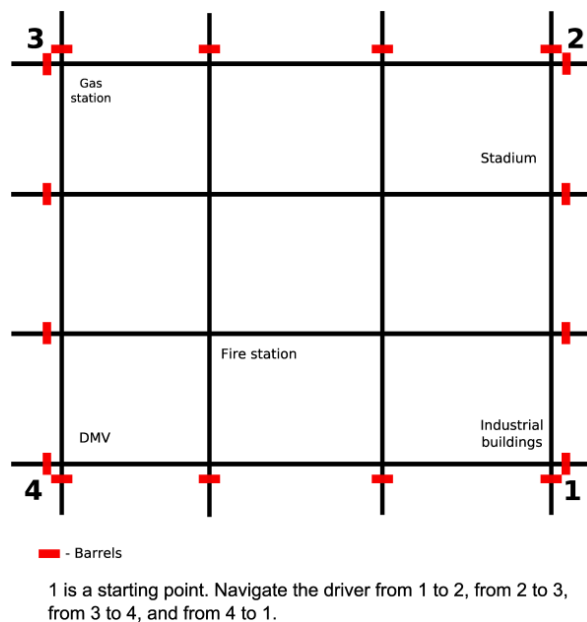 3
2
Gas
station
Stadium
Fire station
DMV
Industrial
buildings
4
1
- Barrels
1 is a starting point. Navigate the driver from 1 to 2, from 2 to 3,
from 3 to 4, and from 4 to 1.